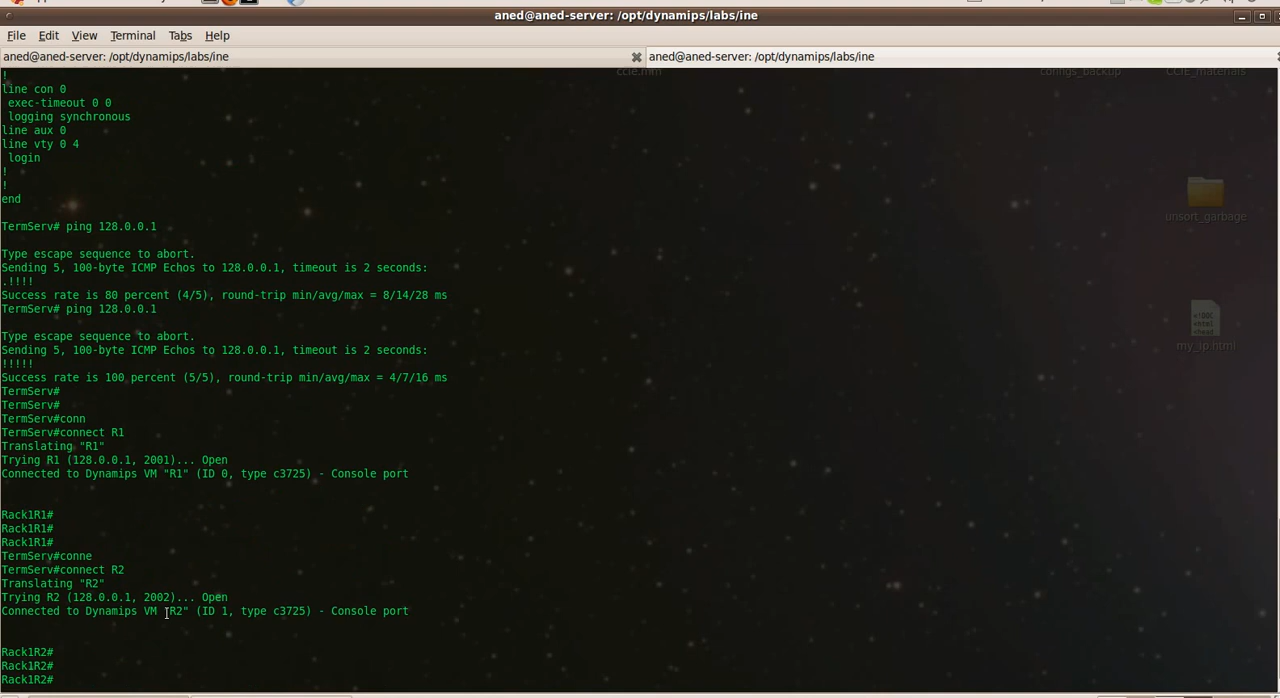 aned@aned-server: /opt/dynamips/labs/ine
File Edit View Terminal Tabs Help
aned@aned-server: /opt/dynamips/labs/ine
aned@aned-server: /opt/dynamips/labs/ine
ccie.mm
configs_backup
CCIE_materials
!
line con 0
exec-timeout 0 0
logging synchronous
line aux 0
line vty 0 4
login
!
!
end
unsort_garbage
TermServ# ping 128.0.0.1
Type escape sequence to abort.
Sending 5, 100-byte ICMP Echos to 128.0.0.1, timeout is 2 seconds:
.!!!!
Success rate is 80 percent (4/5), round-trip min/avg/max = 8/14/28 ms
TermServ# ping 128.0.0.1
Type escape sequence to abort.
Sending 5, 100-byte ICMP Echos to 128.0.0.1, timeout is 2 seconds:
!!!!!
Success rate is 100 percent (5/5), round-trip min/avg/max = 4/7/16 ms
my_ip.html
TermServ#
TermServ#
TermServ#conn
TermServ#connect R1
Translating "R1"
Trying R1 (128.0.0.1, 2001)... Open
Connected to Dynamips VM "R1" (ID 0, type c3725) - Console port
Rack1R1#
Rack1R1#
Rack1R1#
TermServ#conne
TermServ#connect R2
Translating "R2"
Trying R2 (128.0.0.1, 2002)... Open
Connected to Dynamips VM "R2" (ID 1, type c3725) - Console port
Rack1R2#
Rack1R2#
Rack1R2#